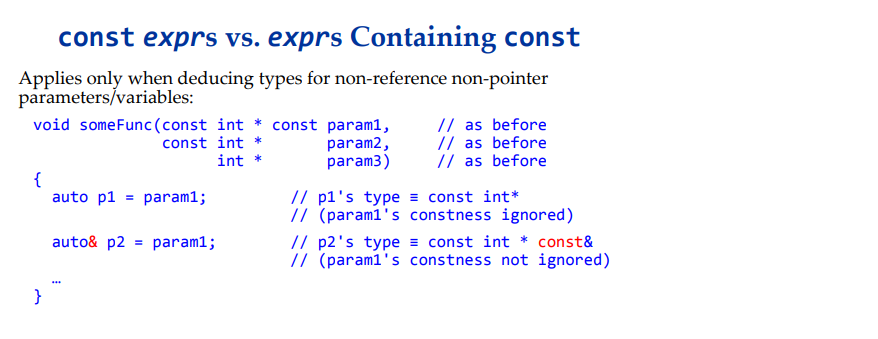 const exprs vs. exprs Containing const
Applies only when deducing types for non-reference non-pointer
parameters/variables:
void someFunc(const int * const param1,     // as before
              const int *       param2,     // as before
                    int *       param3)     // as before
{
  auto p1 = param1;         // p1's type ≡ const int*
                            // (param1's constness ignored)
  auto& p2 = param1;        // p2's type ≡ const int * const&
                            // (param1's constness not ignored)
  …
}